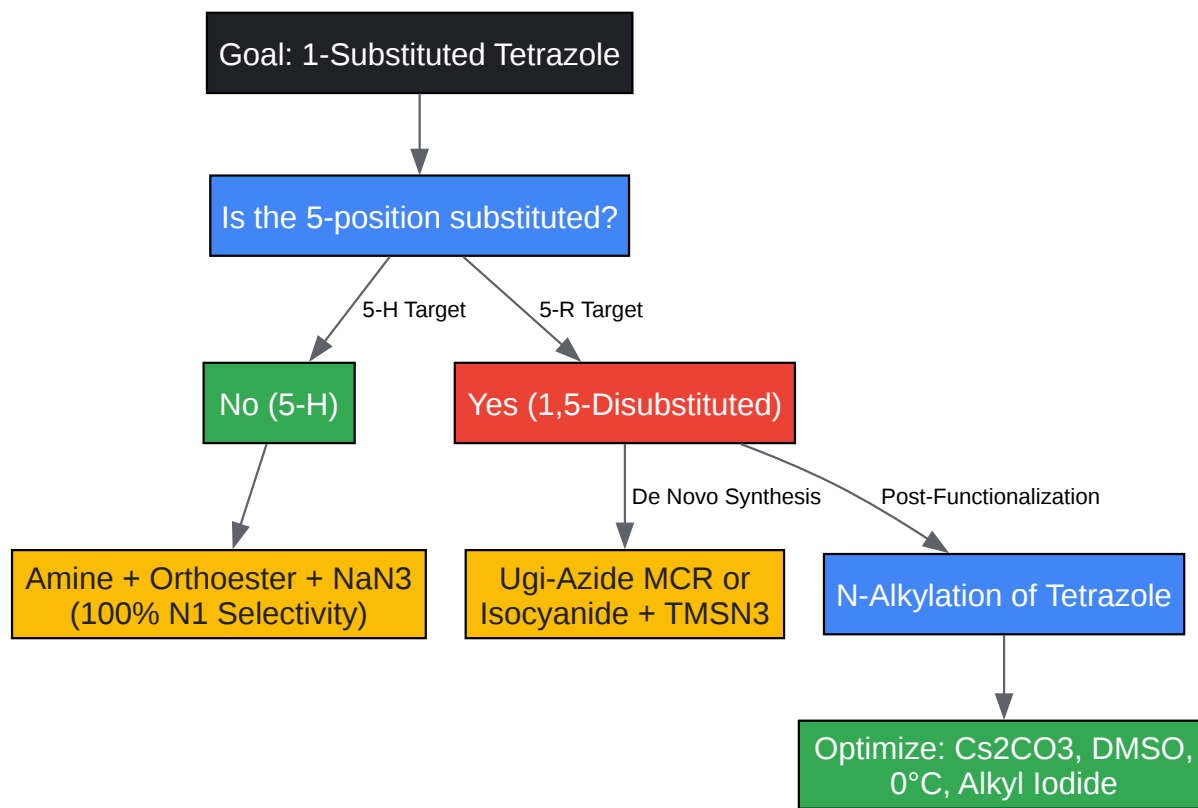 Goal: 1-Substituted Tetrazole
Is the 5-position substituted?
5-H Target
5-R Target
No (5-H)
Yes (1,5-Disubstituted)
De Novo Synthesis
Post-Functionalization
Amine + Orthoester + NaN3
(100% N1 Selectivity)
Ugi-Azide MCR or
Isocyanide + TMSN3
N-Alkylation of Tetrazole
Optimize: Cs2CO3, DMSO,
0°C, Alkyl Iodide